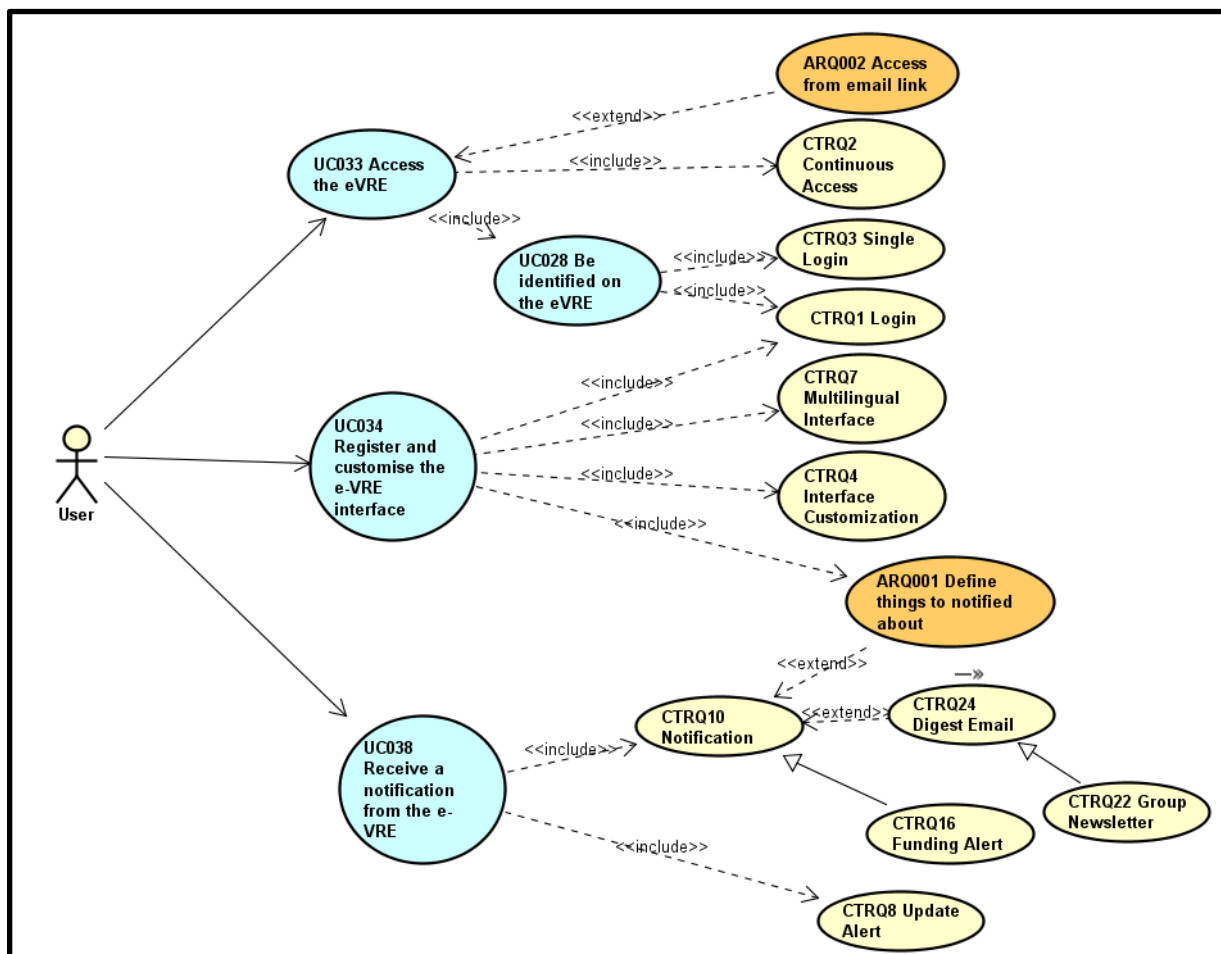 ARQ002 Access
from email link
<<extend>>
UC033 Access
the eVRE
<<include>>
CTRQ2
Continuous
Access
<<include>>
UC028 Be
identified on
the eVRE
<<include>>
CTRQ3 Single
Login
<<include>>
CTRQ1 Login
UC034
Register and
customise the
e-VRE
interface
<<include>>
<<include>>
CTRQ7
Multilingual
Interface
<<include>>
CTRQ4
Interface
Customization
<<include>>
User
ARQ001 Define
things to notified
about
<<extend>>
CTRQ10
Notification
<<extend>>
CTRQ24
Digest Email
UC038
Receive a
notification
from the e-
VRE
<<include>>
CTRQ16
Funding Alert
CTRQ22 Group
Newsletter
<<include>>
CTRQ8 Update
Alert